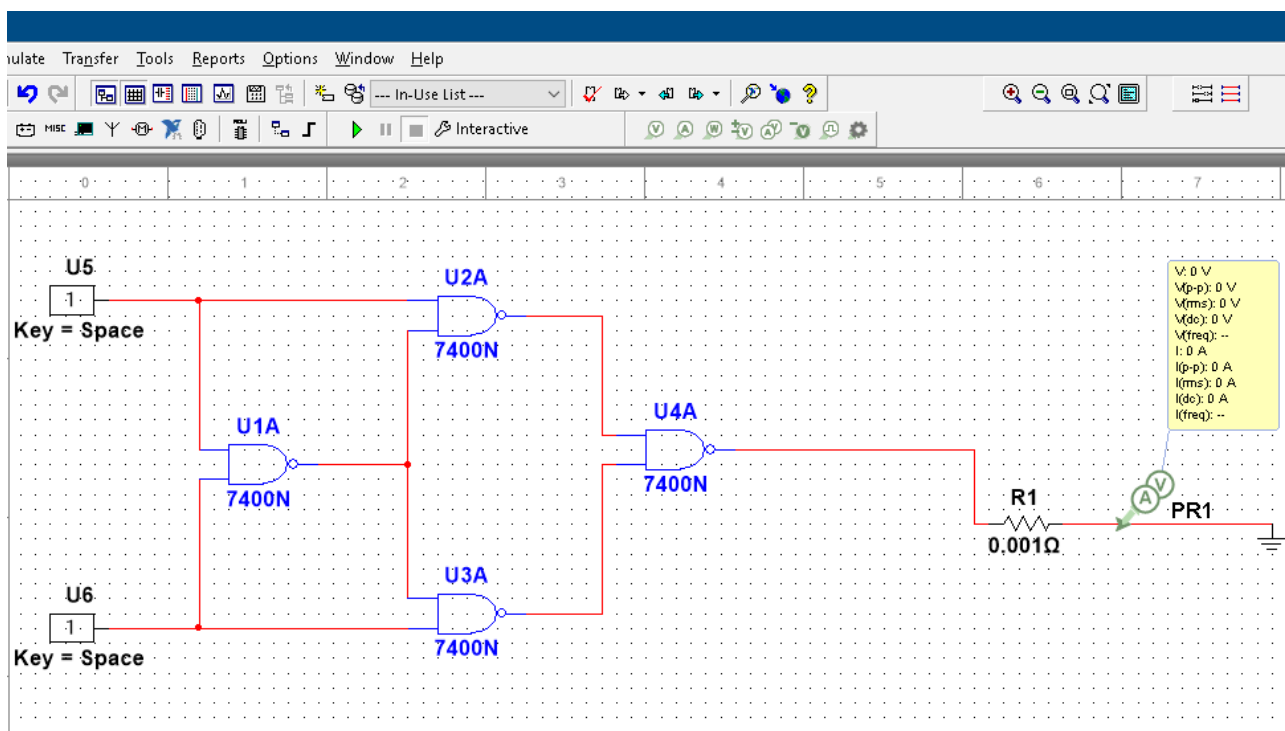 ulate Transfer Tools Reports Options Window Help
--- In-Use List ---
MISC
Interactive
V A W V AV V
0 1 2 3 4 5 6 7
U5
1
Key = Space
U2A
7400N
U1A
7400N
U4A
7400N
U3A
7400N
U6
1
Key = Space
R1
0.001Ω
V: 0 V
V(p-p): 0 V
V(rms): 0 V
V(dc): 0 V
V(freq): --
I: 0 A
I(p-p): 0 A
I(rms): 0 A
I(dc): 0 A
I(freq): --
V
A
PR1